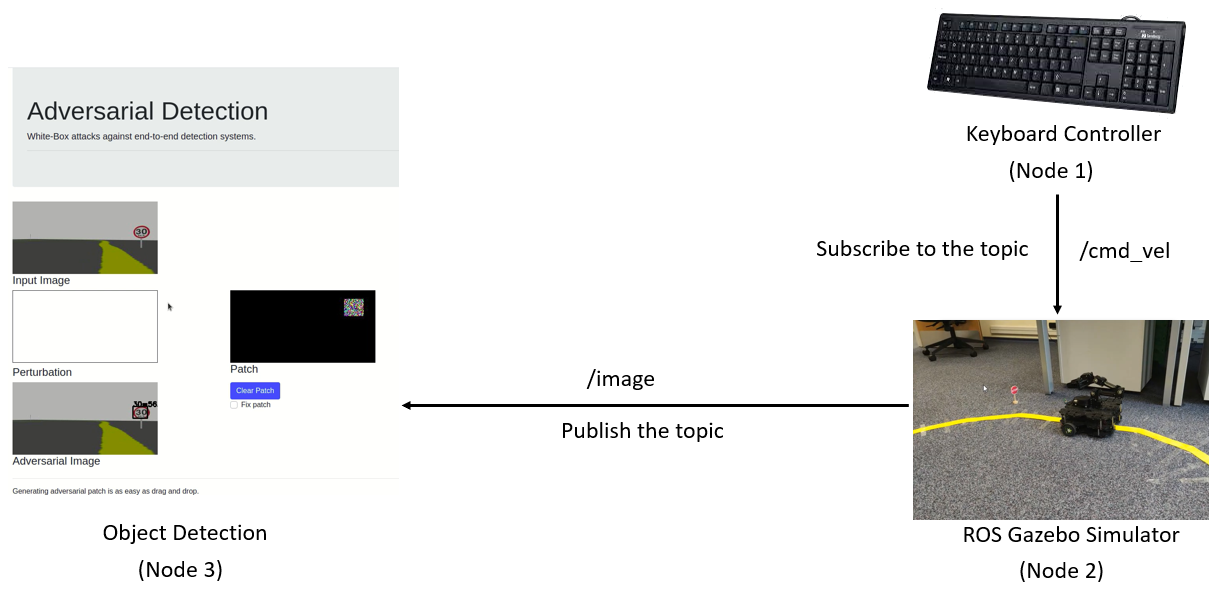 Adversarial Detection
White-Box attacks against end-to-end detection systems.
30
Input Image
Perturbation
Patch
Clear Patch
Fix patch
30
Adversarial Image
Generating adversarial patch is as easy as drag and drop.
Object Detection
(Node 3)
Keyboard Controller
(Node 1)
Subscribe to the topic
/cmd_vel
/image
Publish the topic
ROS Gazebo Simulator
(Node 2)